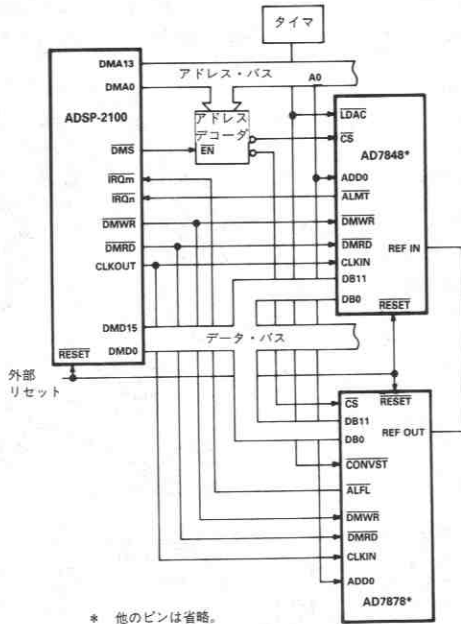 タイマ
DMA13
アドレス・バス
DMA0
A0
ADSP-2100
アドレス
デコーダ
EN
DMS
IRQm
IRQn
DMWR
DMRD
CLKOUT
DMD15
DMD0
RESET
データ・バス
外部
リセット
LDAC
CS
AD7848*
ADD0
ALMT
DMWR
DMRD
REF IN
CLKIN
DB11
DB0
RESET
CS
RESET
DB11
REF OUT
DB0
CONVST
ALFL
DMWR
DMRD
CLKIN
ADD0
AD7878*
* 他のピンは省略。